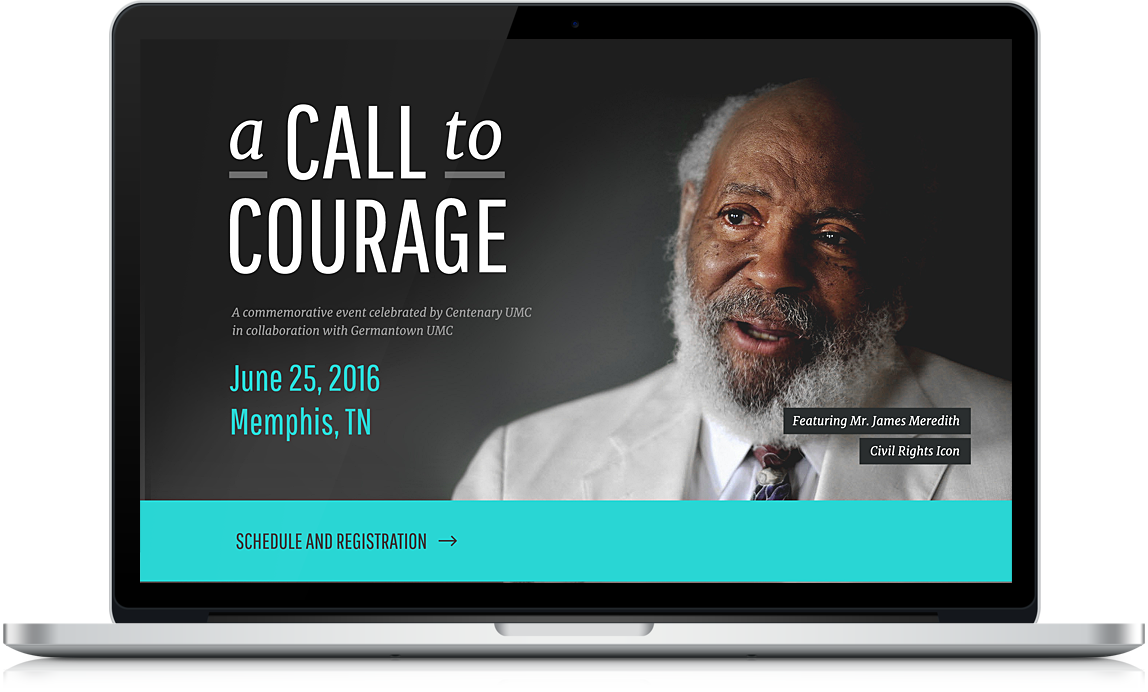 a CALL to
COURAGE
A commemorative event celebrated by Centenary UMC
in collaboration with Germantown UMC
June 25, 2016
Memphis, TN
Featuring Mr. James Meredith
Civil Rights Icon
SCHEDULE AND REGISTRATION →